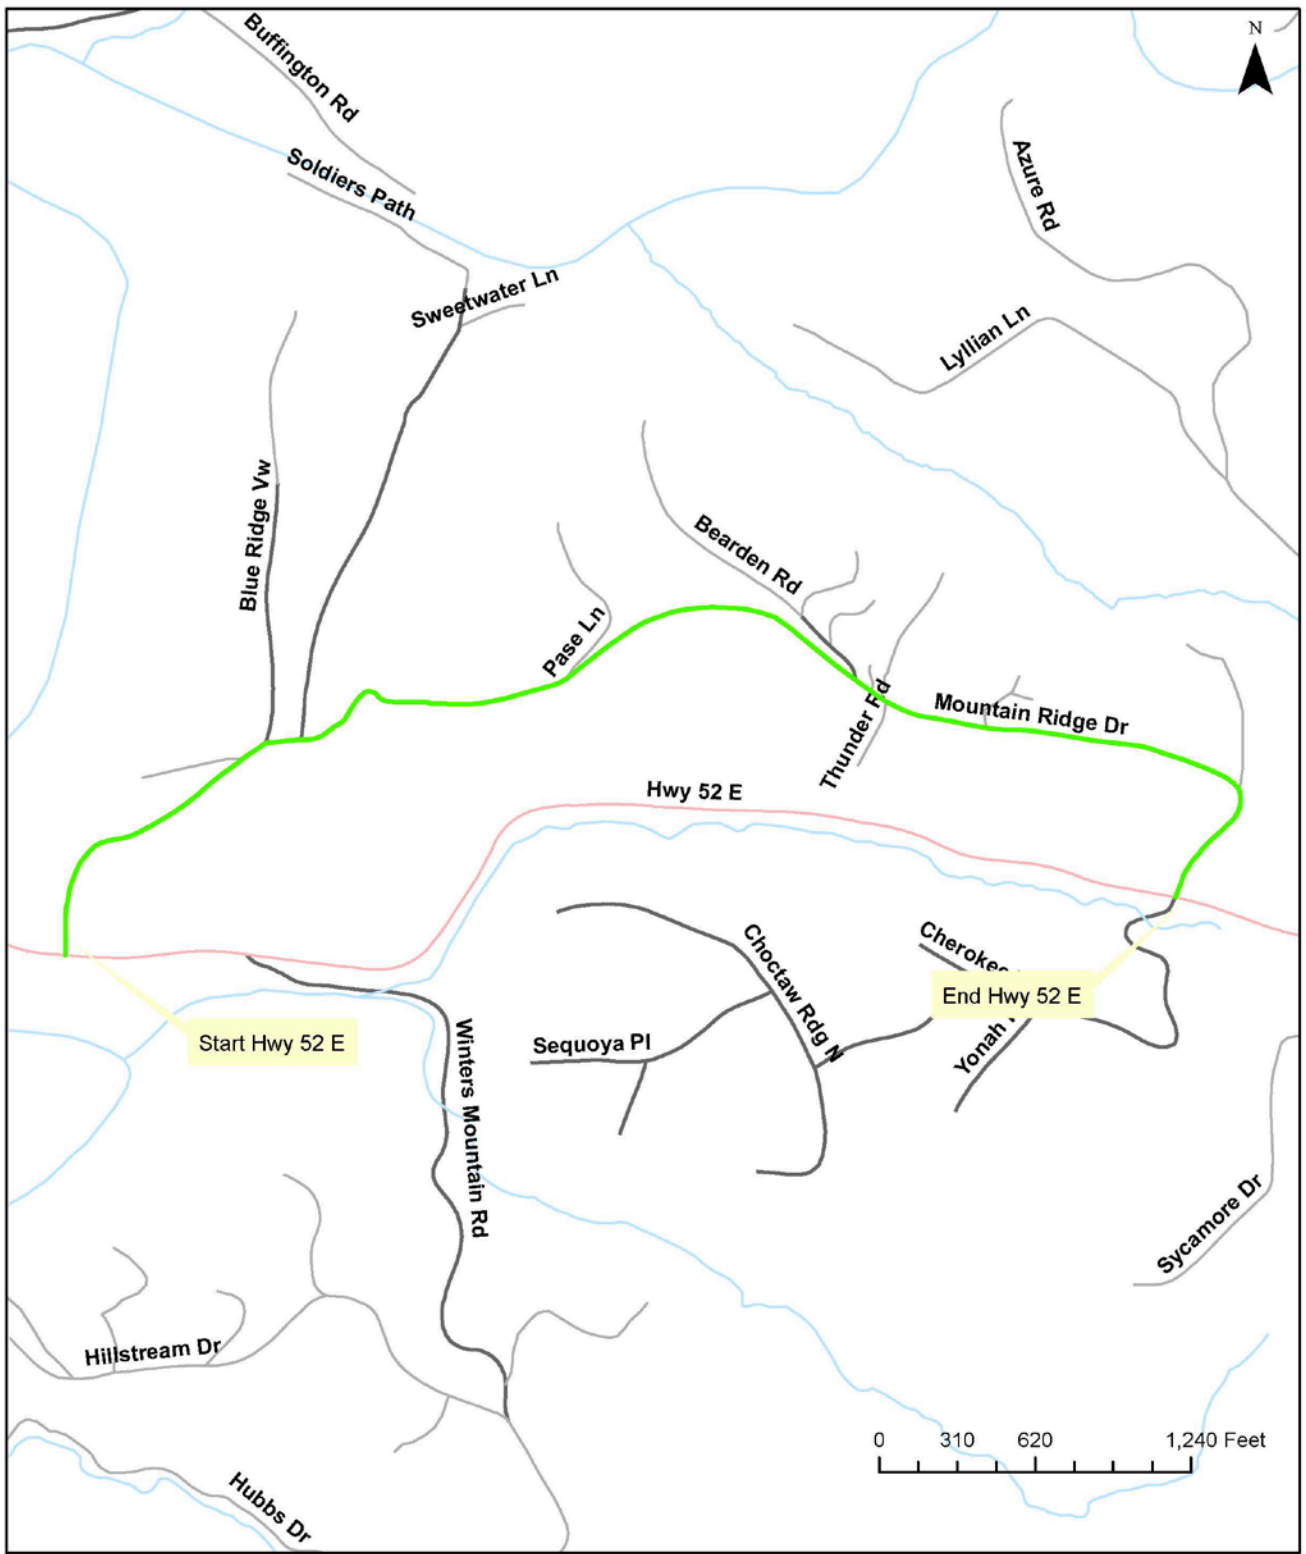 N
Buffington Rd
Soldiers Path
Azure Rd
Sweetwater Ln
Lyllian Ln
Blue Ridge Vw
Bearden Rd
Pase Ln
Thunder Rd
Mountain Ridge Dr
Hwy 52 E
Choctaw Rdg N
Cherokee
End Hwy 52 E
Start Hwy 52 E
Sequoya Pl
Yonah
Winters Mountain Rd
Sycamore Dr
Hillstream Dr
0 310 620 1,240 Feet
Hubbs Dr